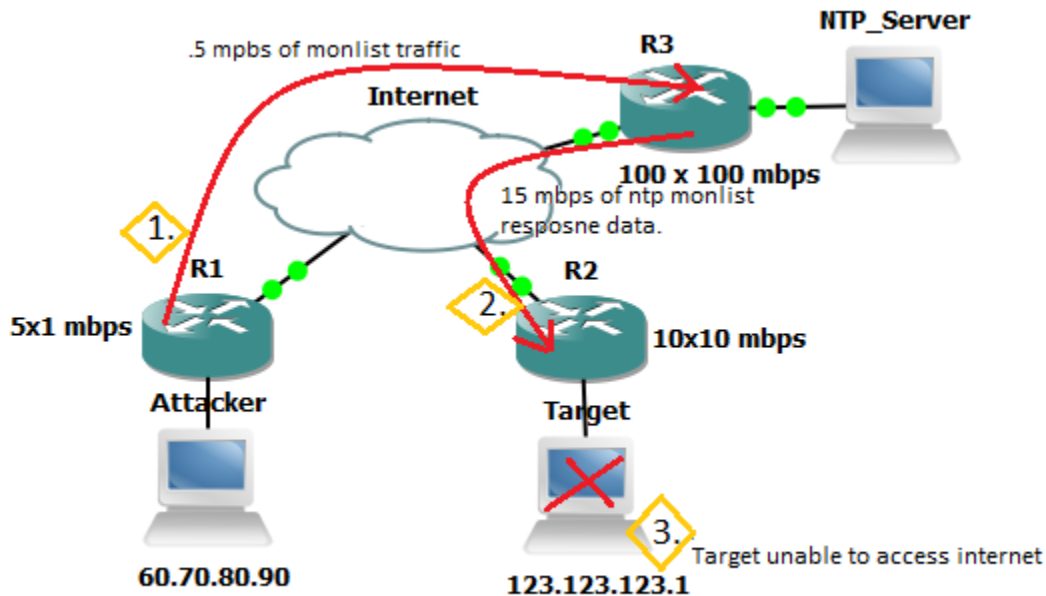 NTP_Server
.5 mpbs of monlist traffic
R3
Internet
100 x 100 mbps
15 mbps of ntp monlist
resposne data.
1.
R1
R2
2.
5x1 mbps
10x10 mbps
Attacker
Target
3.
Target unable to access internet
60.70.80.90
123.123.123.1